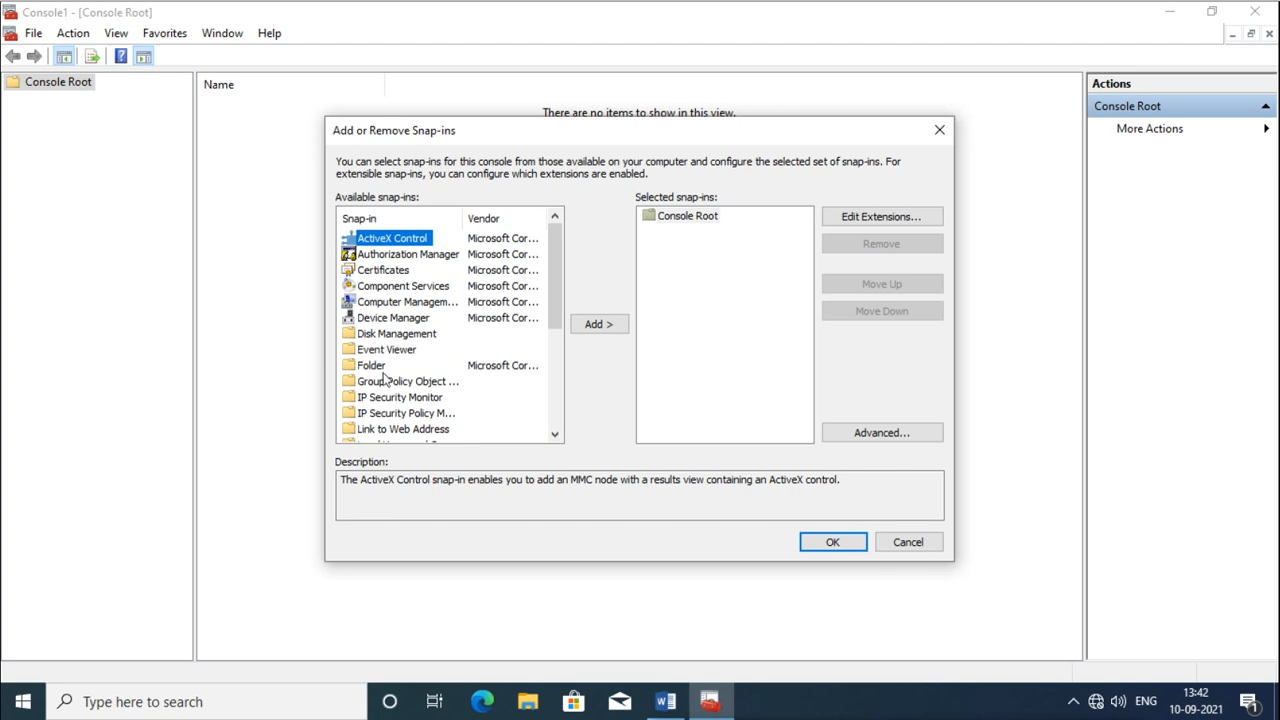 Console1 - [Console Root]
File Action View Favorites Window Help
Console Root
Name
There are no items to show in this view.
Actions
Console Root
More Actions
Add or Remove Snap-ins
You can select snap-ins for this console from those available on your computer and configure the selected set of snap-ins. For
extensible snap-ins, you can configure which extensions are enabled.
Available snap-ins:
Snap-in Vendor
ActiveX Control Microsoft Cor...
Authorization Manager Microsoft Cor...
Certificates Microsoft Cor...
Component Services Microsoft Cor...
Computer Managem... Microsoft Cor...
Device Manager Microsoft Cor...
Disk Management
Event Viewer
Folder Microsoft Cor...
Group Policy Object ...
IP Security Monitor
IP Security Policy M...
Link to Web Address
Add >
Selected snap-ins:
Console Root
Edit Extensions...
Remove
Move Up
Move Down
Advanced...
Description:
The ActiveX Control snap-in enables you to add an MMC node with a results view containing an ActiveX control.
OK Cancel
Type here to search
ENG
13:42
10-09-2021
1